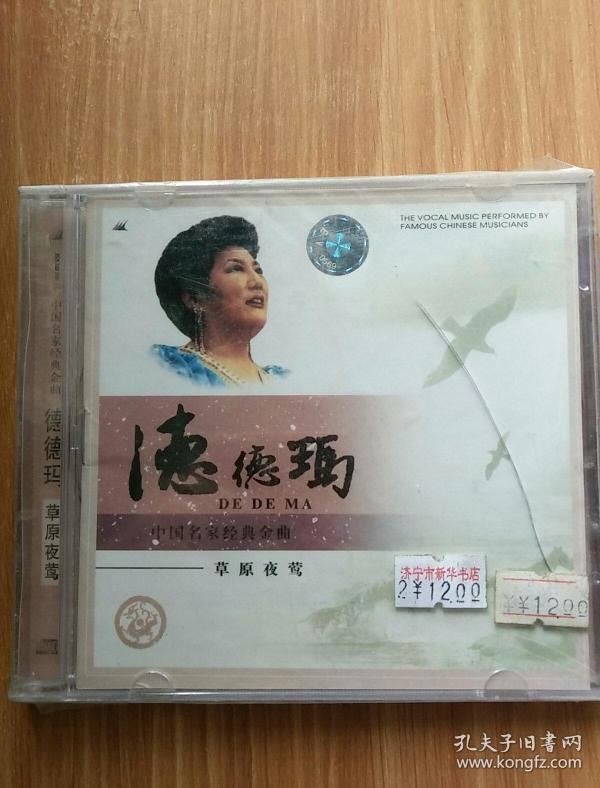 THE VOCAL MUSIC PERFORMED BY
FAMOUS CHINESE MUSICIANS
德德瑪
DE DE MA
中国名家经典金曲
草原夜莺
济宁市新华书店
2¥12.00
¥12.00
中国名家经典金曲
德德玛
草原夜莺
孔夫子旧书网
www.kongfz.com